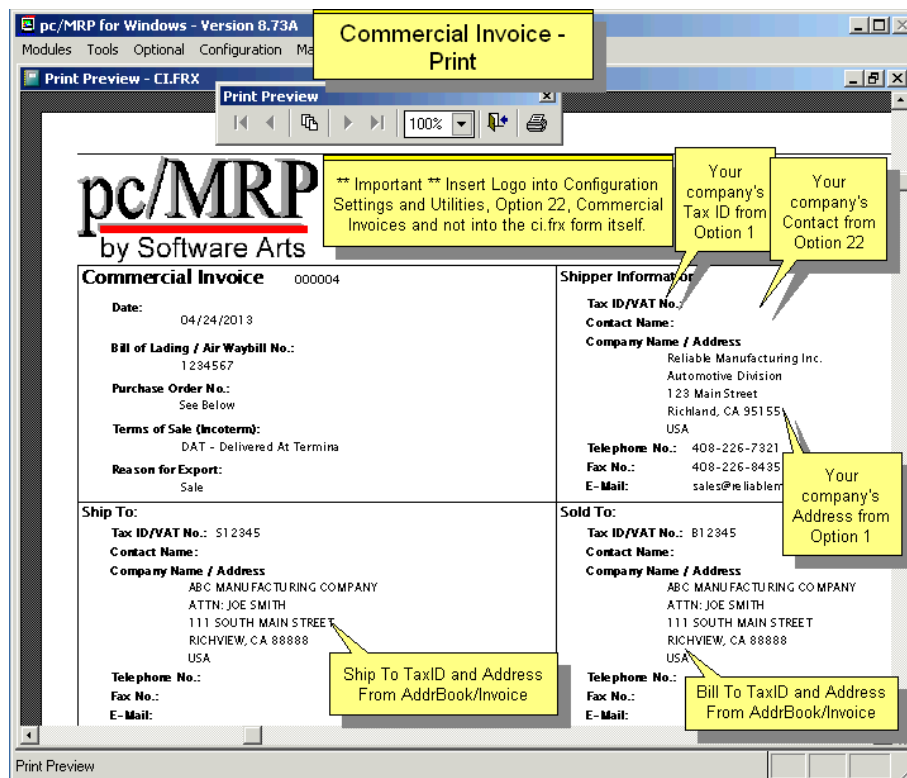 pc/MRP for Windows - Version 8.73A
Commercial Invoice -
Print
Modules Tools Optional Configuration Ma
Print Preview - CI.FRX
Print Preview
100%
pc/MRP
by Software Arts
** Important ** Insert Logo into Configuration
Settings and Utilities, Option 22, Commercial
Invoices and not into the ci.frx form itself.
Your
company's
Tax ID from
Option 1
Your
company's
Contact from
Option 22
Commercial Invoice 000004
Date:
04/24/2013
Bill of Lading / Air Waybill No.:
1234567
Purchase Order No.:
See Below
Terms of Sale (Incoterm):
DAT - Delivered At Termina
Reason for Export:
Sale
Shipper Information
Tax ID/VAT No.:
Contact Name:
Company Name / Address
Reliable Manufacturing Inc.
Automotive Division
123 Main Street
Richland, CA 95155
USA
Telephone No.: 408-226-7321
Fax No.: 408-226-8435
E-Mail: sales@reliablem
Your
company's
Address from
Option 1
Ship To:
Tax ID/VAT No.: S12345
Contact Name:
Company Name / Address
ABC MANUFACTURING COMPANY
ATTN: JOE SMITH
111 SOUTH MAIN STREET
RICHVIEW, CA 88888
USA
Telephone No.:
Fax No.:
E-Mail:
Ship To TaxID and Address
From AddrBook/Invoice
Sold To:
Tax ID/VAT No.: B12345
Contact Name:
Company Name / Address
ABC MANUFACTURING COMPANY
ATTN: JOE SMITH
111 SOUTH MAIN STREET
RICHVIEW, CA 88888
USA
Telephone No.:
Fax No.:
E-Mail:
Bill To TaxID and Address
From AddrBook/Invoice
Print Preview